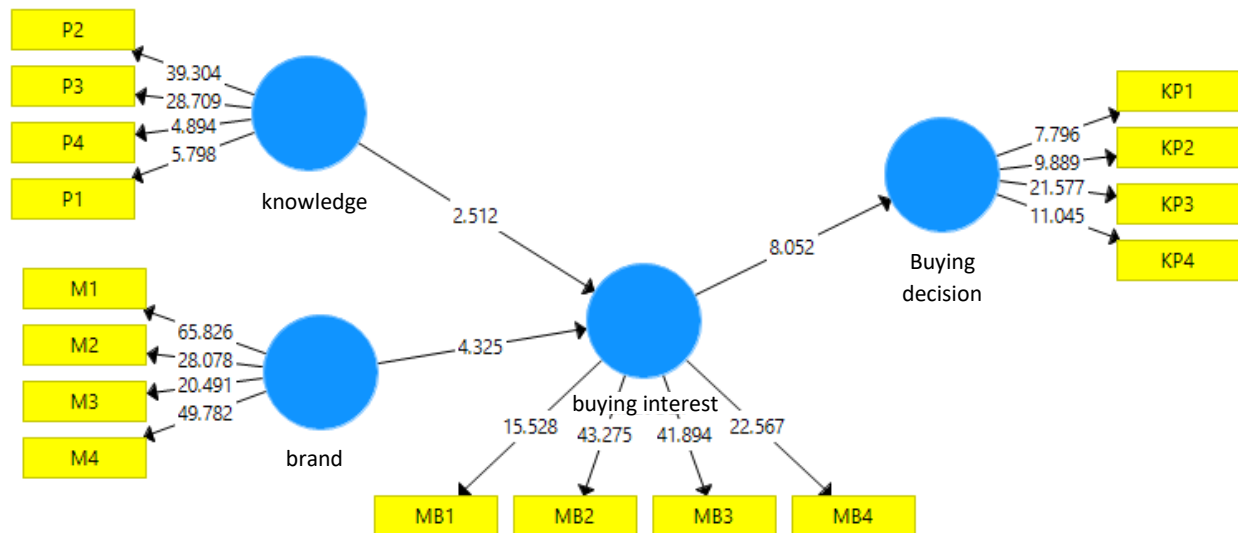 P2
39.304
P3
28.709
P4
4.894
P1
5.798
knowledge
2.512
M1
65.826
M2
28.078
M3
20.491
M4
49.782
brand
4.325
buying interest
15.528
43.275
41.894
22.567
MB1
MB2
MB3
MB4
8.052
Buying
decision
7.796
KP1
9.889
KP2
21.577
KP3
11.045
KP4